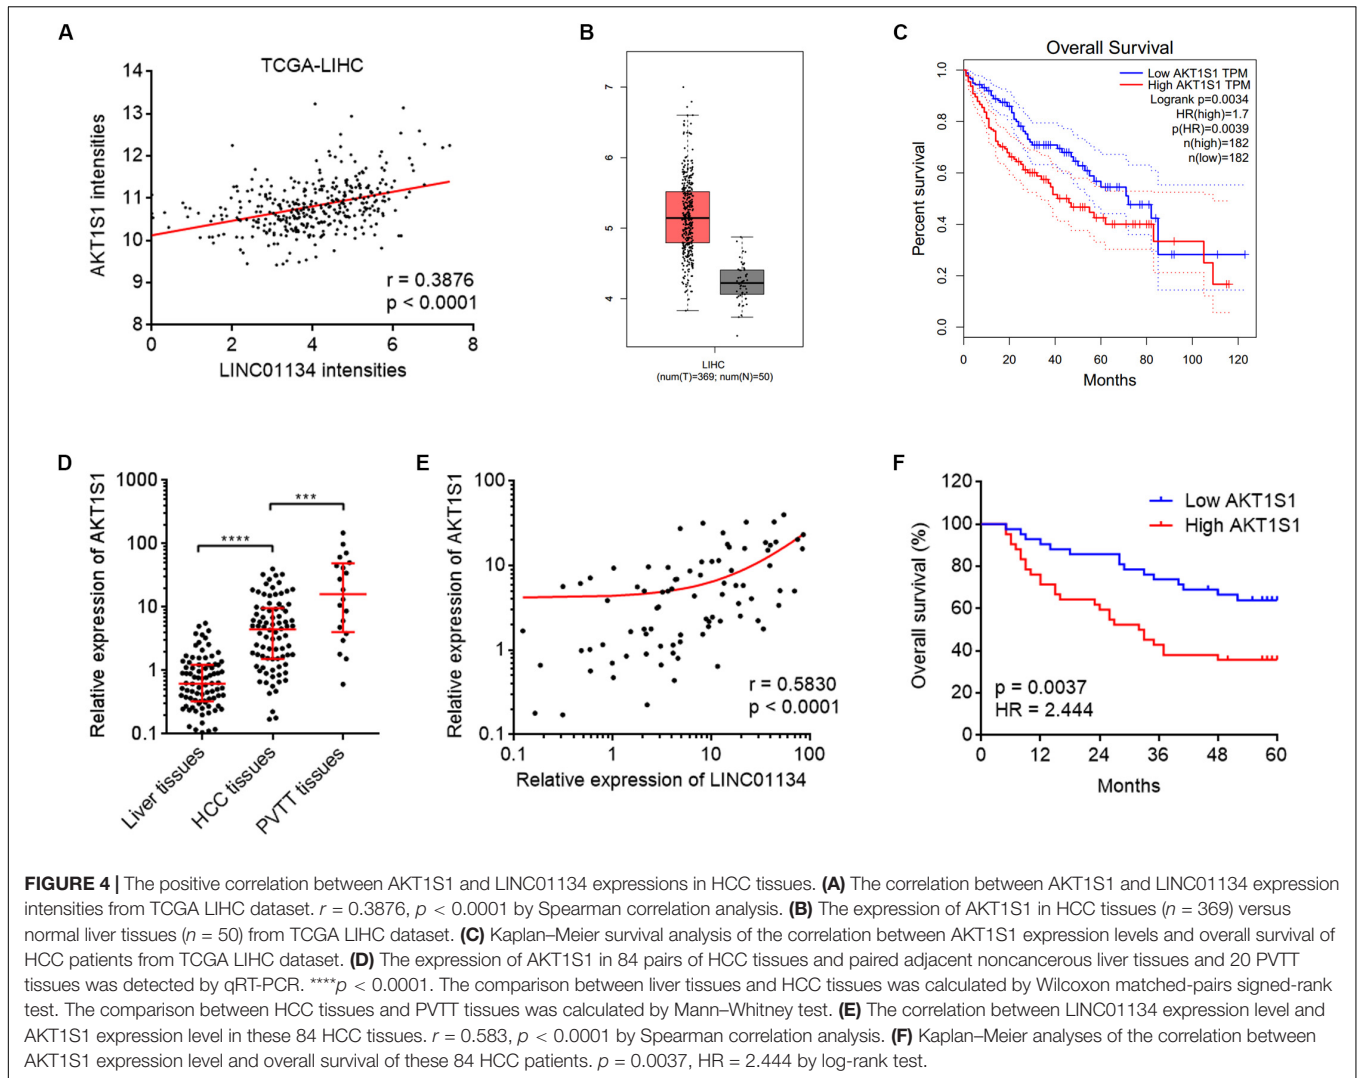 A
TCGA-LIHC
AKT1S1 intensities
14
13
12
11
10
9
8
r = 0.3876
p < 0.0001
0 2 4 6 8
LINC01134 intensities
B
7
6
5
4
LIHC
(num(T)=369; num(N)=50)
C
Overall Survival
Percent survival
1.0
0.8
0.6
0.4
0.2
0.0
Low AKT1S1 TPM
High AKT1S1 TPM
Logrank p=0.0034
HR(high)=1.7
p(HR)=0.0039
n(high)=182
n(low)=182
0 20 40 60 80 100 120
Months
D
Relative expression of AKT1S1
1000
100
10
1
0.1
****
***
Liver tissues
HCC tissues
PVTT tissues
E
Relative expression of AKT1S1
100
10
1
0.1
r = 0.5830
p < 0.0001
0.1 1 10 100
Relative expression of LINC01134
F
Overall survival (%)
120
100
80
60
40
20
0
Low AKT1S1
High AKT1S1
p = 0.0037
HR = 2.444
0 12 24 36 48 60
Months
FIGURE 4 | The positive correlation between AKT1S1 and LINC01134 expressions in HCC tissues. (A) The correlation between AKT1S1 and LINC01134 expression
intensities from TCGA LIHC dataset. r = 0.3876, p < 0.0001 by Spearman correlation analysis. (B) The expression of AKT1S1 in HCC tissues (n = 369) versus
normal liver tissues (n = 50) from TCGA LIHC dataset. (C) Kaplan–Meier survival analysis of the correlation between AKT1S1 expression levels and overall survival of
HCC patients from TCGA LIHC dataset. (D) The expression of AKT1S1 in 84 pairs of HCC tissues and paired adjacent noncancerous liver tissues and 20 PVTT
tissues was detected by qRT-PCR. ****p < 0.0001. The comparison between liver tissues and HCC tissues was calculated by Wilcoxon matched-pairs signed-rank
test. The comparison between HCC tissues and PVTT tissues was calculated by Mann–Whitney test. (E) The correlation between LINC01134 expression level and
AKT1S1 expression level in these 84 HCC tissues. r = 0.583, p < 0.0001 by Spearman correlation analysis. (F) Kaplan–Meier analyses of the correlation between
AKT1S1 expression level and overall survival of these 84 HCC patients. p = 0.0037, HR = 2.444 by log-rank test.